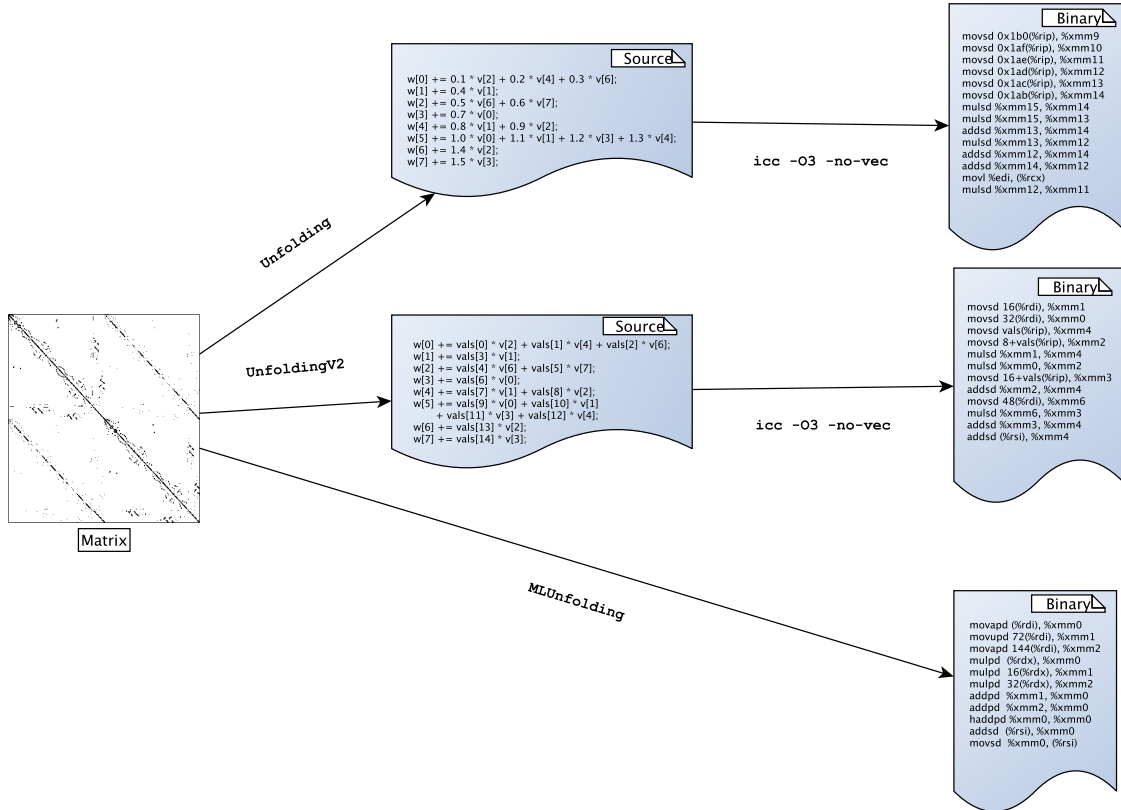 Source
w[0] += 0.1 * v[2] + 0.2 * v[4] + 0.3 * v[6];
w[1] += 0.4 * v[1];
w[2] += 0.5 * v[6] + 0.6 * v[7];
w[3] += 0.7 * v[0];
w[4] += 0.8 * v[1] + 0.9 * v[2];
w[5] += 1.0 * v[0] + 1.1 * v[1] + 1.2 * v[3] + 1.3 * v[4];
w[6] += 1.4 * v[2];
w[7] += 1.5 * v[3];
icc -O3 -no-vec
Binary
movsd 0x1b0(%rip), %xmm9
movsd 0x1af(%rip), %xmm10
movsd 0x1ae(%rip), %xmm11
movsd 0x1ad(%rip), %xmm12
movsd 0x1ac(%rip), %xmm13
movsd 0x1ab(%rip), %xmm14
mulsd %xmm15, %xmm14
mulsd %xmm15, %xmm13
addsd %xmm13, %xmm14
mulsd %xmm13, %xmm12
addsd %xmm12, %xmm14
addsd %xmm14, %xmm12
movl %edi, (%rcx)
mulsd %xmm12, %xmm11
Unfolding
Matrix
UnfoldingV2
Source
w[0] += vals[0] * v[2] + vals[1] * v[4] + vals[2] * v[6];
w[1] += vals[3] * v[1];
w[2] += vals[4] * v[6] + vals[5] * v[7];
w[3] += vals[6] * v[0];
w[4] += vals[7] * v[1] + vals[8] * v[2];
w[5] += vals[9] * v[0] + vals[10] * v[1]
+ vals[11] * v[3] + vals[12] * v[4];
w[6] += vals[13] * v[2];
w[7] += vals[14] * v[3];
icc -O3 -no-vec
Binary
movsd 16(%rdi), %xmm1
movsd 32(%rdi), %xmm0
movsd vals(%rip), %xmm4
movsd 8+vals(%rip), %xmm2
mulsd %xmm1, %xmm4
mulsd %xmm0, %xmm2
movsd 16+vals(%rip), %xmm3
addsd %xmm2, %xmm4
movsd 48(%rdi), %xmm6
mulsd %xmm6, %xmm3
addsd %xmm3, %xmm4
addsd (%rsi), %xmm4
MLUnfolding
Binary
movapd (%rdi), %xmm0
movupd 72(%rdi), %xmm1
movapd 144(%rdi), %xmm2
mulpd (%rdx), %xmm0
mulpd 16(%rdx), %xmm1
mulpd 32(%rdx), %xmm2
addpd %xmm1, %xmm0
addpd %xmm2, %xmm0
haddpd %xmm0, %xmm0
addsd (%rsi), %xmm0
movsd %xmm0, (%rsi)